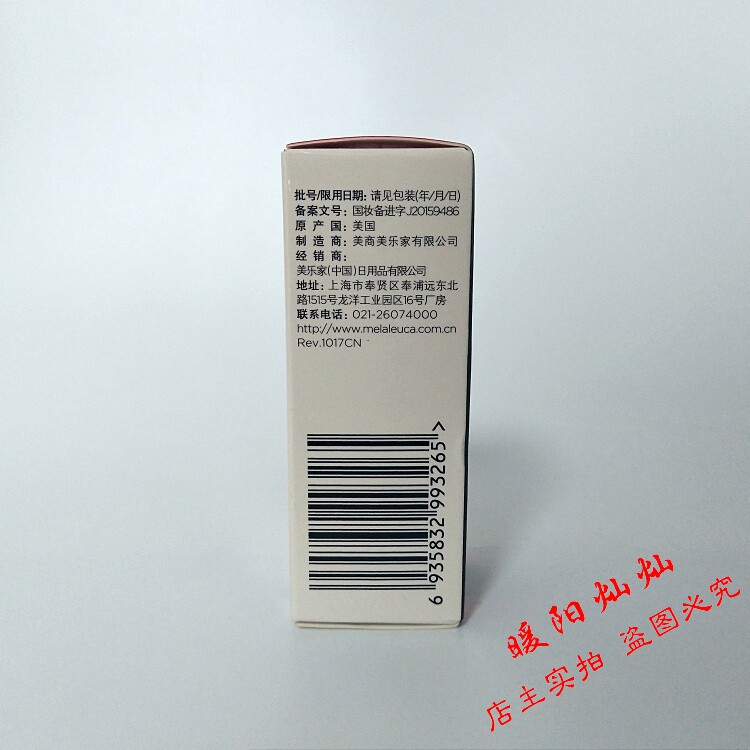 批号/限用日期: 请见包装(年/月/日)
备案文号: 国妆备进字J20159486
原产国: 美国
制造商: 美商美乐家有限公司
经销商:
美乐家(中国)日用品有限公司
地址: 上海市奉贤区奉浦远东北
路1515号龙洋工业园区16号厂房
联系电话: 021-26074000
http://www.melaleuca.com.cn
Rev.1017CN
6 935832 993265 >
暖阳灿灿
店主实拍 盗图必究